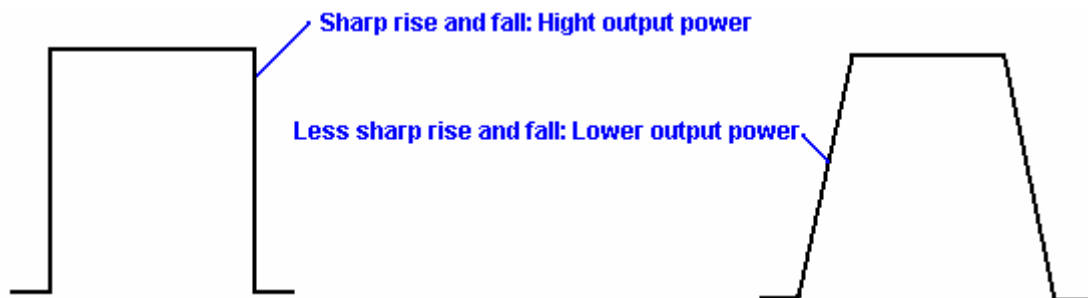 Sharp rise and fall: Hight output power
Less sharp rise and fall: Lower output power